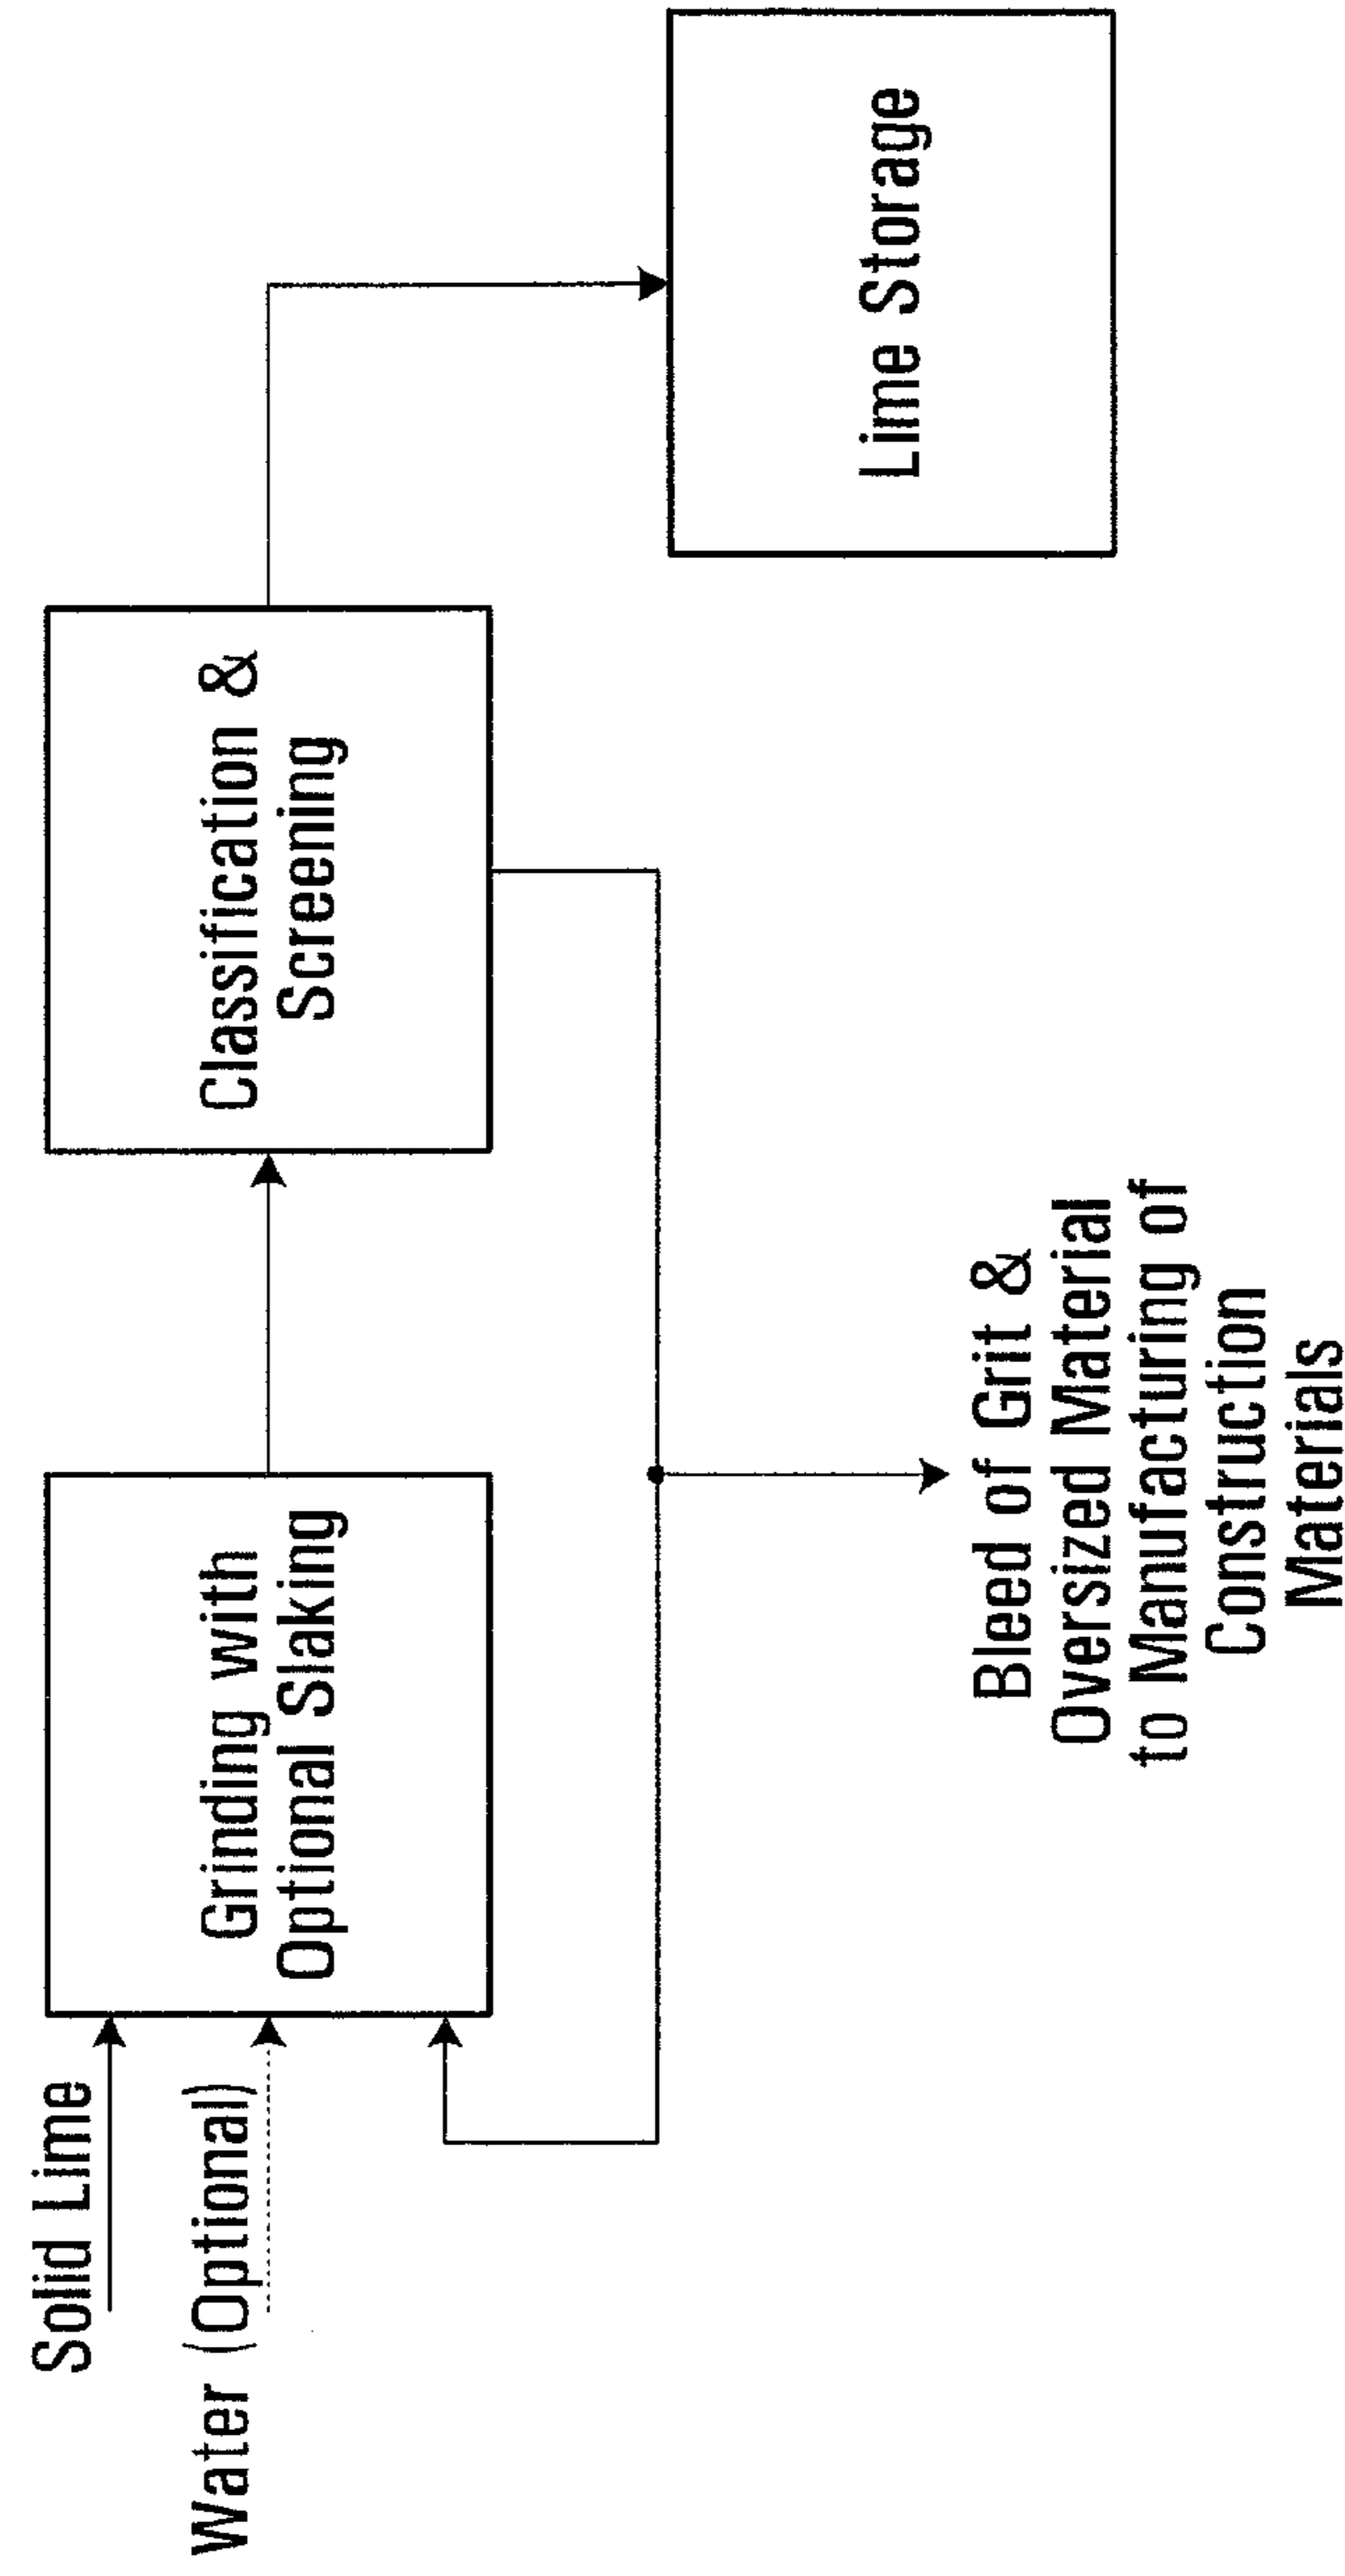 Solid Lime
Water (Optional)
Grinding with
Optional Slaking
Classification &
Screening
Lime Storage
Bleed of Grit &
Oversized Material
to Manufacturing of
Construction
Materials